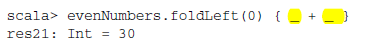 scala> evenNumbers.foldLeft(0) { _ + _ }
res21: Int = 30